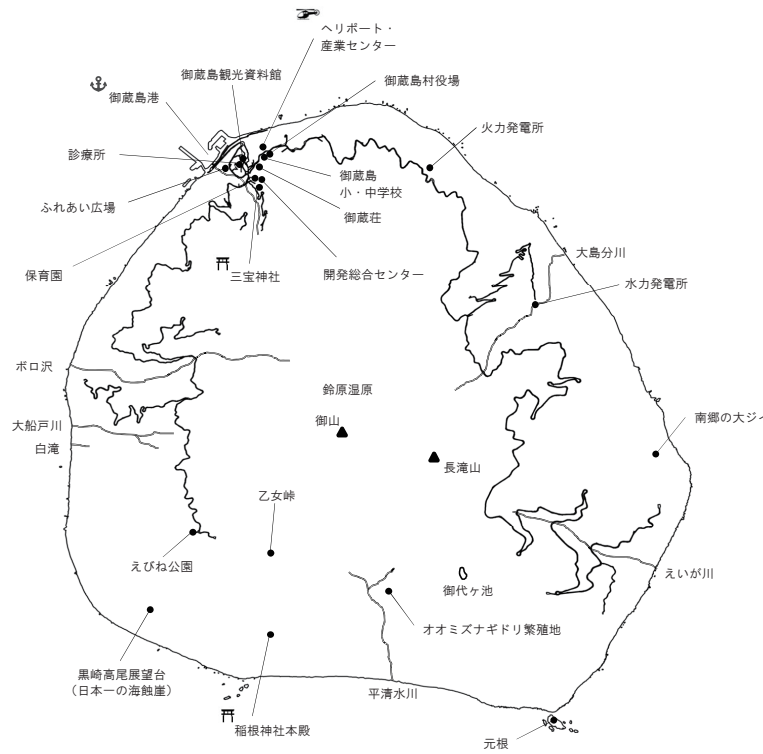 ヘリポート・
産業センター
御蔵島観光資料館
御蔵島村役場
御蔵島港
火力発電所
診療所
御蔵島
小・中学校
ふれあい広場
御蔵荘
保育園
三宝神社
開発総合センター
大島分川
水力発電所
ボロ沢
鈴原湿原
御山
南郷の大ジイ
大船戸川
白滝
長滝山
乙女峠
えびね公園
えいが川
御代ヶ池
オオミズナギドリ繁殖地
黒崎高尾展望台
(日本一の海蝕崖)
平清水川
稲根神社本殿
元根